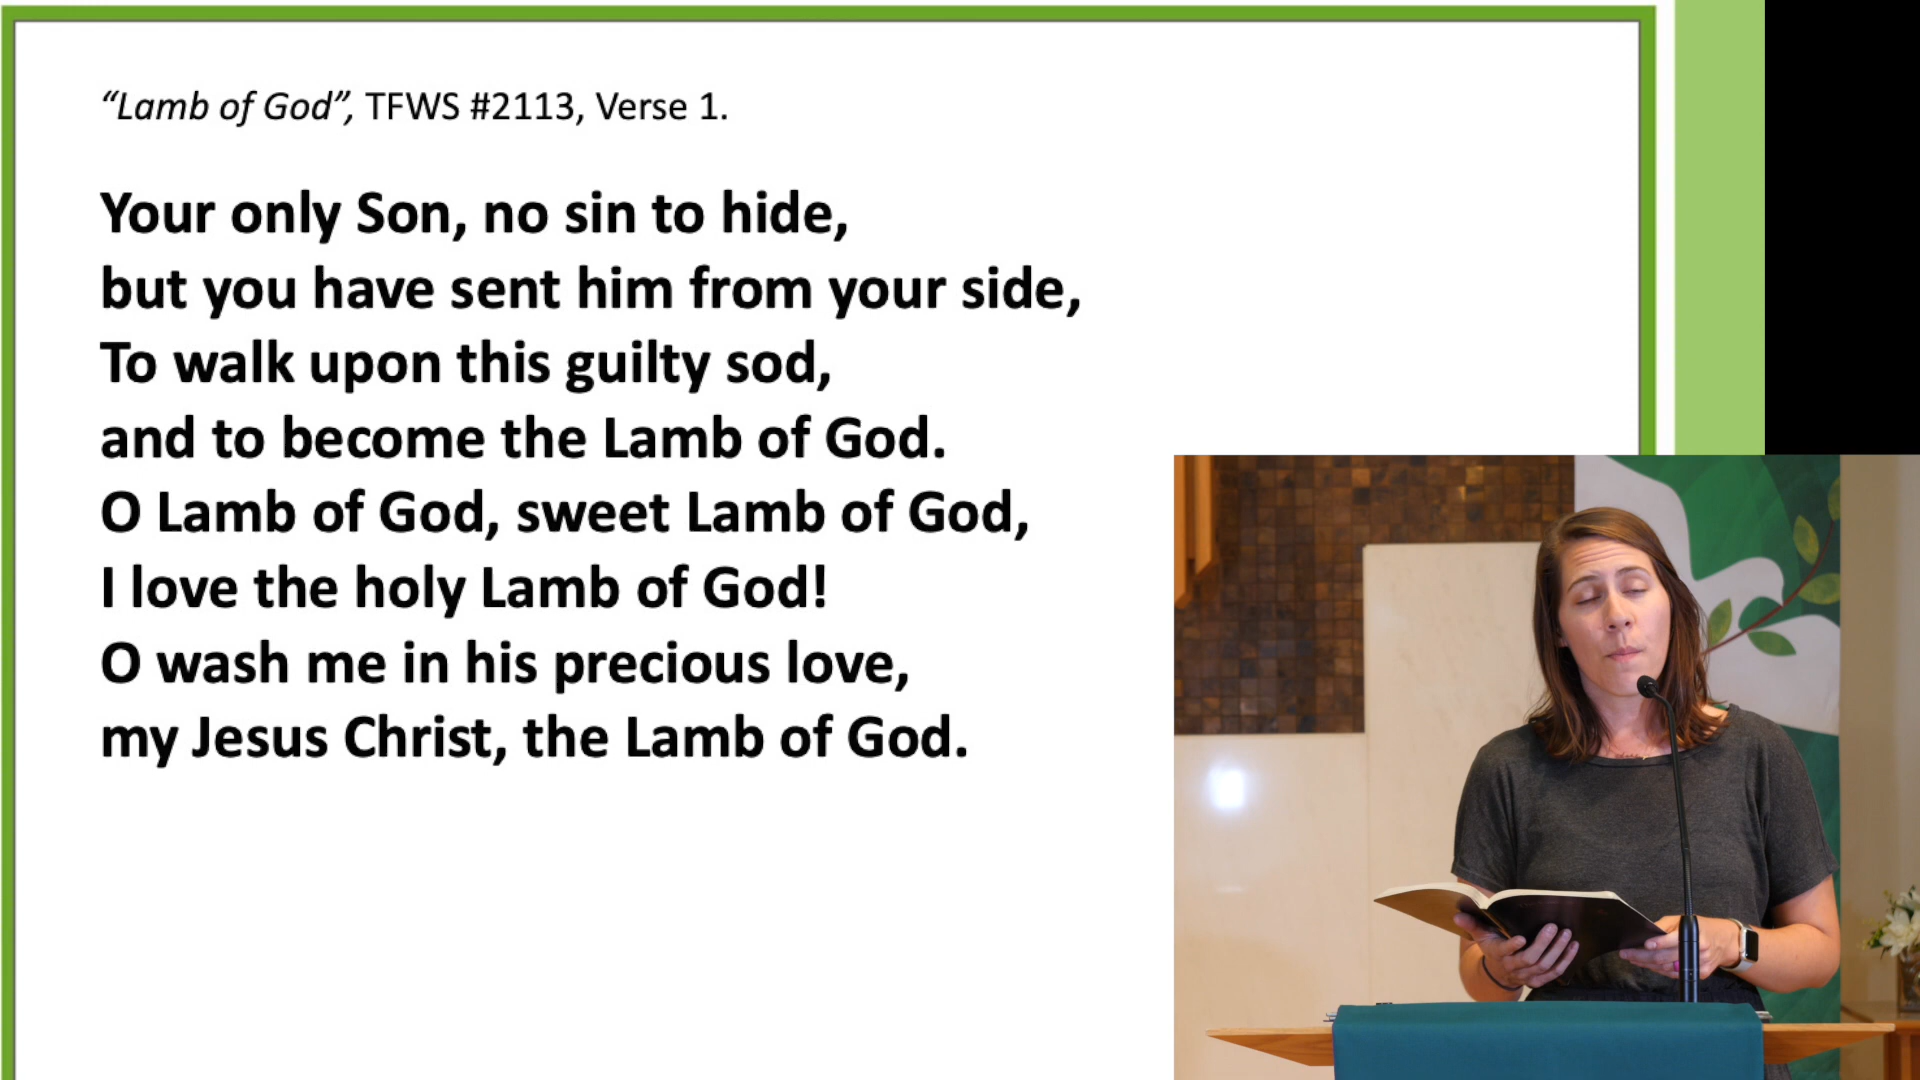 “Lamb of God”, TFWS #2113, Verse 1.
Your only Son, no sin to hide,
but you have sent him from your side,
To walk upon this guilty sod,
and to become the Lamb of God.
O Lamb of God, sweet Lamb of God,
I love the holy Lamb of God!
O wash me in his precious love,
my Jesus Christ, the Lamb of God.